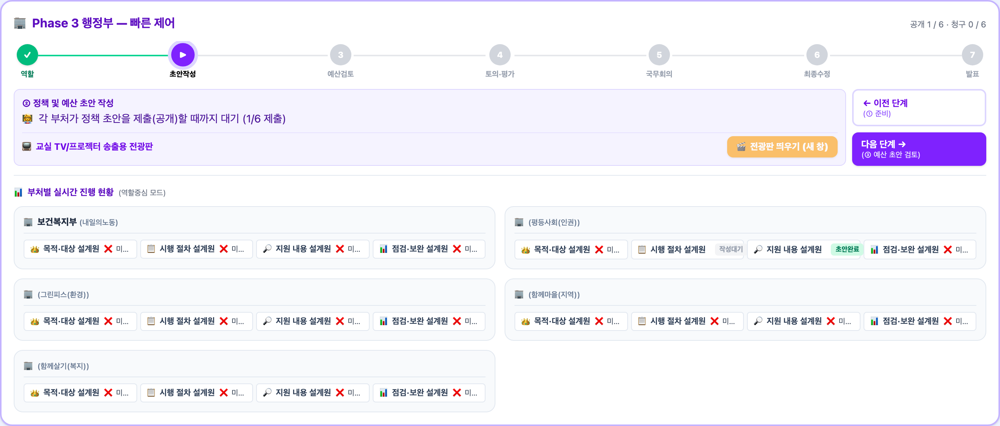 Phase 3 행정부 — 빠른 제어
공개 1 / 6 · 청구 0 / 6
3
4
5
6
7
역할
초안작성
예산검토
토의·평가
국무회의
최종수정
발표
② 정책 및 예산 초안 작성
각 부처가 정책 초안을 제출(공개)할 때까지 대기 (1/6 제출)
교실 TV/프로젝터 송출용 전광판
전광판 띄우기 (새 창)
← 이전 단계
(① 준비)
다음 단계 →
(③ 예산 초안 검토)
부처별 실시간 진행 현황 (역할중심 모드)
보건복지부 (내일의노동)
목적·대상 설계원 ❌ 미...
시행 절차 설계원 ❌ 미...
지원 내용 설계원 ❌ 미...
점검·보완 설계원 ❌ 미...
(평등사회(인권))
목적·대상 설계원 ❌ 미...
시행 절차 설계원 작성대기
지원 내용 설계원 초안완료
점검·보완 설계원 ❌ 미...
(그린피스(환경))
목적·대상 설계원 ❌ 미...
시행 절차 설계원 ❌ 미...
지원 내용 설계원 ❌ 미...
점검·보완 설계원 ❌ 미...
(함께마을(지역))
목적·대상 설계원 ❌ 미...
시행 절차 설계원 ❌ 미...
지원 내용 설계원 ❌ 미...
점검·보완 설계원 ❌ 미...
(함께살기(복지))
목적·대상 설계원 ❌ 미...
시행 절차 설계원 ❌ 미...
지원 내용 설계원 ❌ 미...
점검·보완 설계원 ❌ 미...